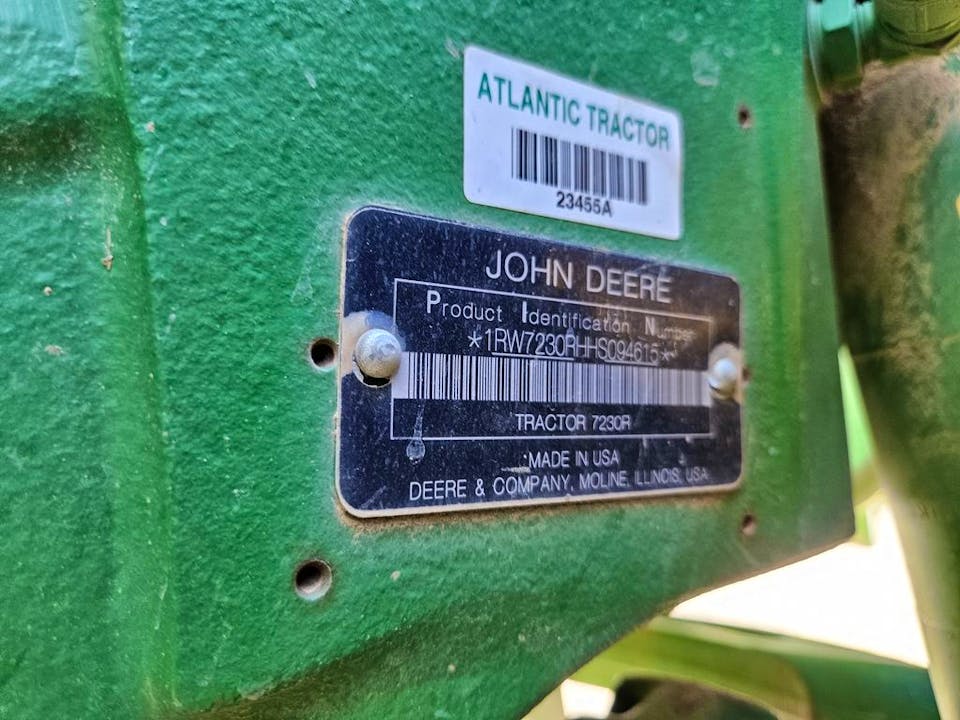 ATLANTIC TRACTOR
23455A
JOHN DEERE
Product Identification Number
*1RW7230RHHS094615*
TRACTOR 7230R
MADE IN USA
DEERE & COMPANY, MOLINE, ILLINOIS, USA